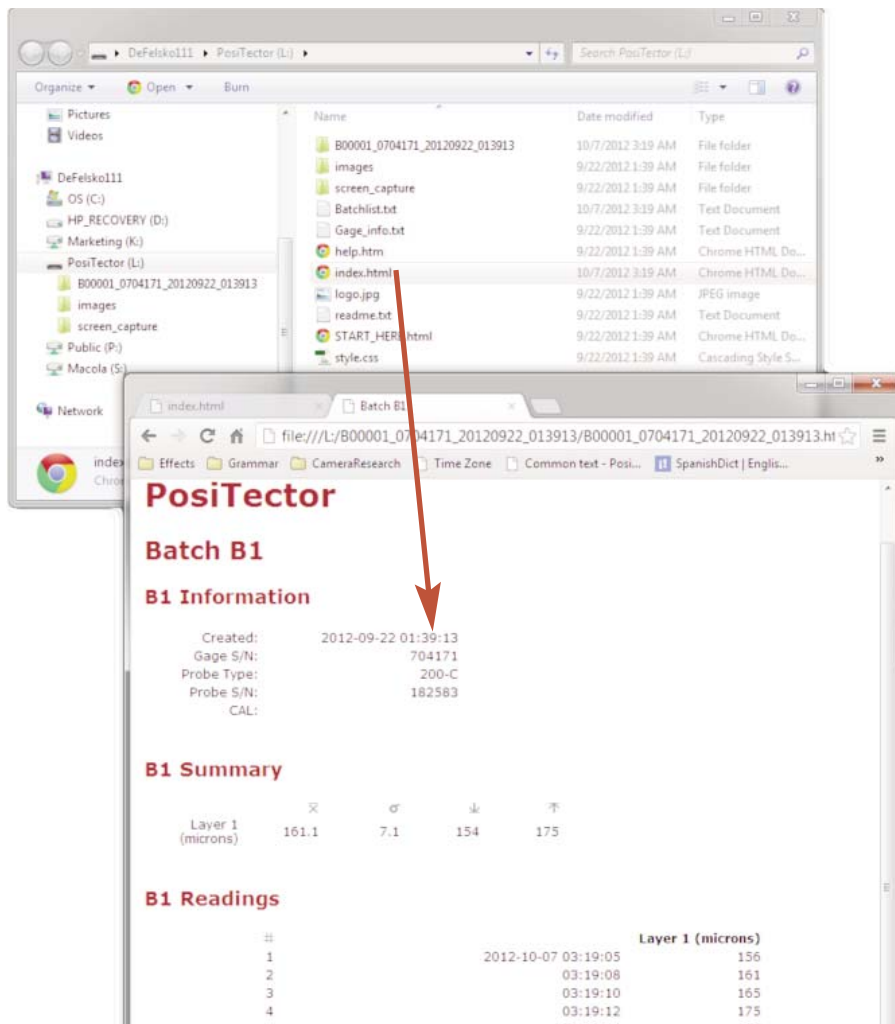 DeFelsko111 ▸ PosiTector (L:) ▸
Search PosiTector (L:)
Organize Open Burn
Pictures
Videos
DeFelsko111
OS (C:)
HP_RECOVERY (D:)
Marketing (K:)
PosiTector (L:)
B00001_0704171_20120922_013913
images
screen_capture
Public (P:)
Macola (S:)
Network
Name Date modified Type
B00001_0704171_20120922_013913 10/7/2012 3:19 AM File folder
images 9/22/2012 1:39 AM File folder
screen_capture 9/22/2012 1:39 AM File folder
Batchlist.txt 10/7/2012 3:19 AM Text Document
Gage_info.txt 9/22/2012 1:39 AM Text Document
help.htm 9/22/2012 1:39 AM Chrome HTML Do...
index.html 10/7/2012 3:19 AM Chrome HTML Do...
logo.jpg 9/22/2012 1:39 AM JPEG image
readme.txt 9/22/2012 1:39 AM Text Document
START_HERE.html 9/22/2012 1:39 AM Chrome HTML Do...
style.css 9/22/2012 1:39 AM Cascading Style S...
index
Chro
index.html Batch B1
file:///L:/B00001_0704171_20120922_013913/B00001_0704171_20120922_013913.ht
Effects Grammar CameraResearch Time Zone Common text - Posi... SpanishDict | Englis... »
PosiTector
Batch B1
B1 Information
Created: 2012-09-22 01:39:13
Gage S/N: 704171
Probe Type: 200-C
Probe S/N: 182583
CAL:
B1 Summary
x̅ σ ↓ ↑
Layer 1
(microns) 161.1 7.1 154 175
B1 Readings
# Layer 1 (microns)
1 2012-10-07 03:19:05 156
2 03:19:08 161
3 03:19:10 165
4 03:19:12 175